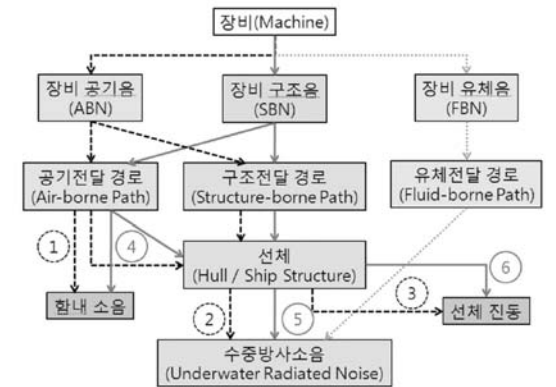 장비(Machine)
장비 공기음
(ABN)
장비 구조음
(SBN)
장비 유체음
(FBN)
공기전달 경로
(Air-borne Path)
구조전달 경로
(Structure-borne Path)
유체전달 경로
(Fluid-borne Path)
1
4
선체
(Hull / Ship Structure)
6
함내 소음
2
5
3
선체 진동
수중방사소음
(Underwater Radiated Noise)